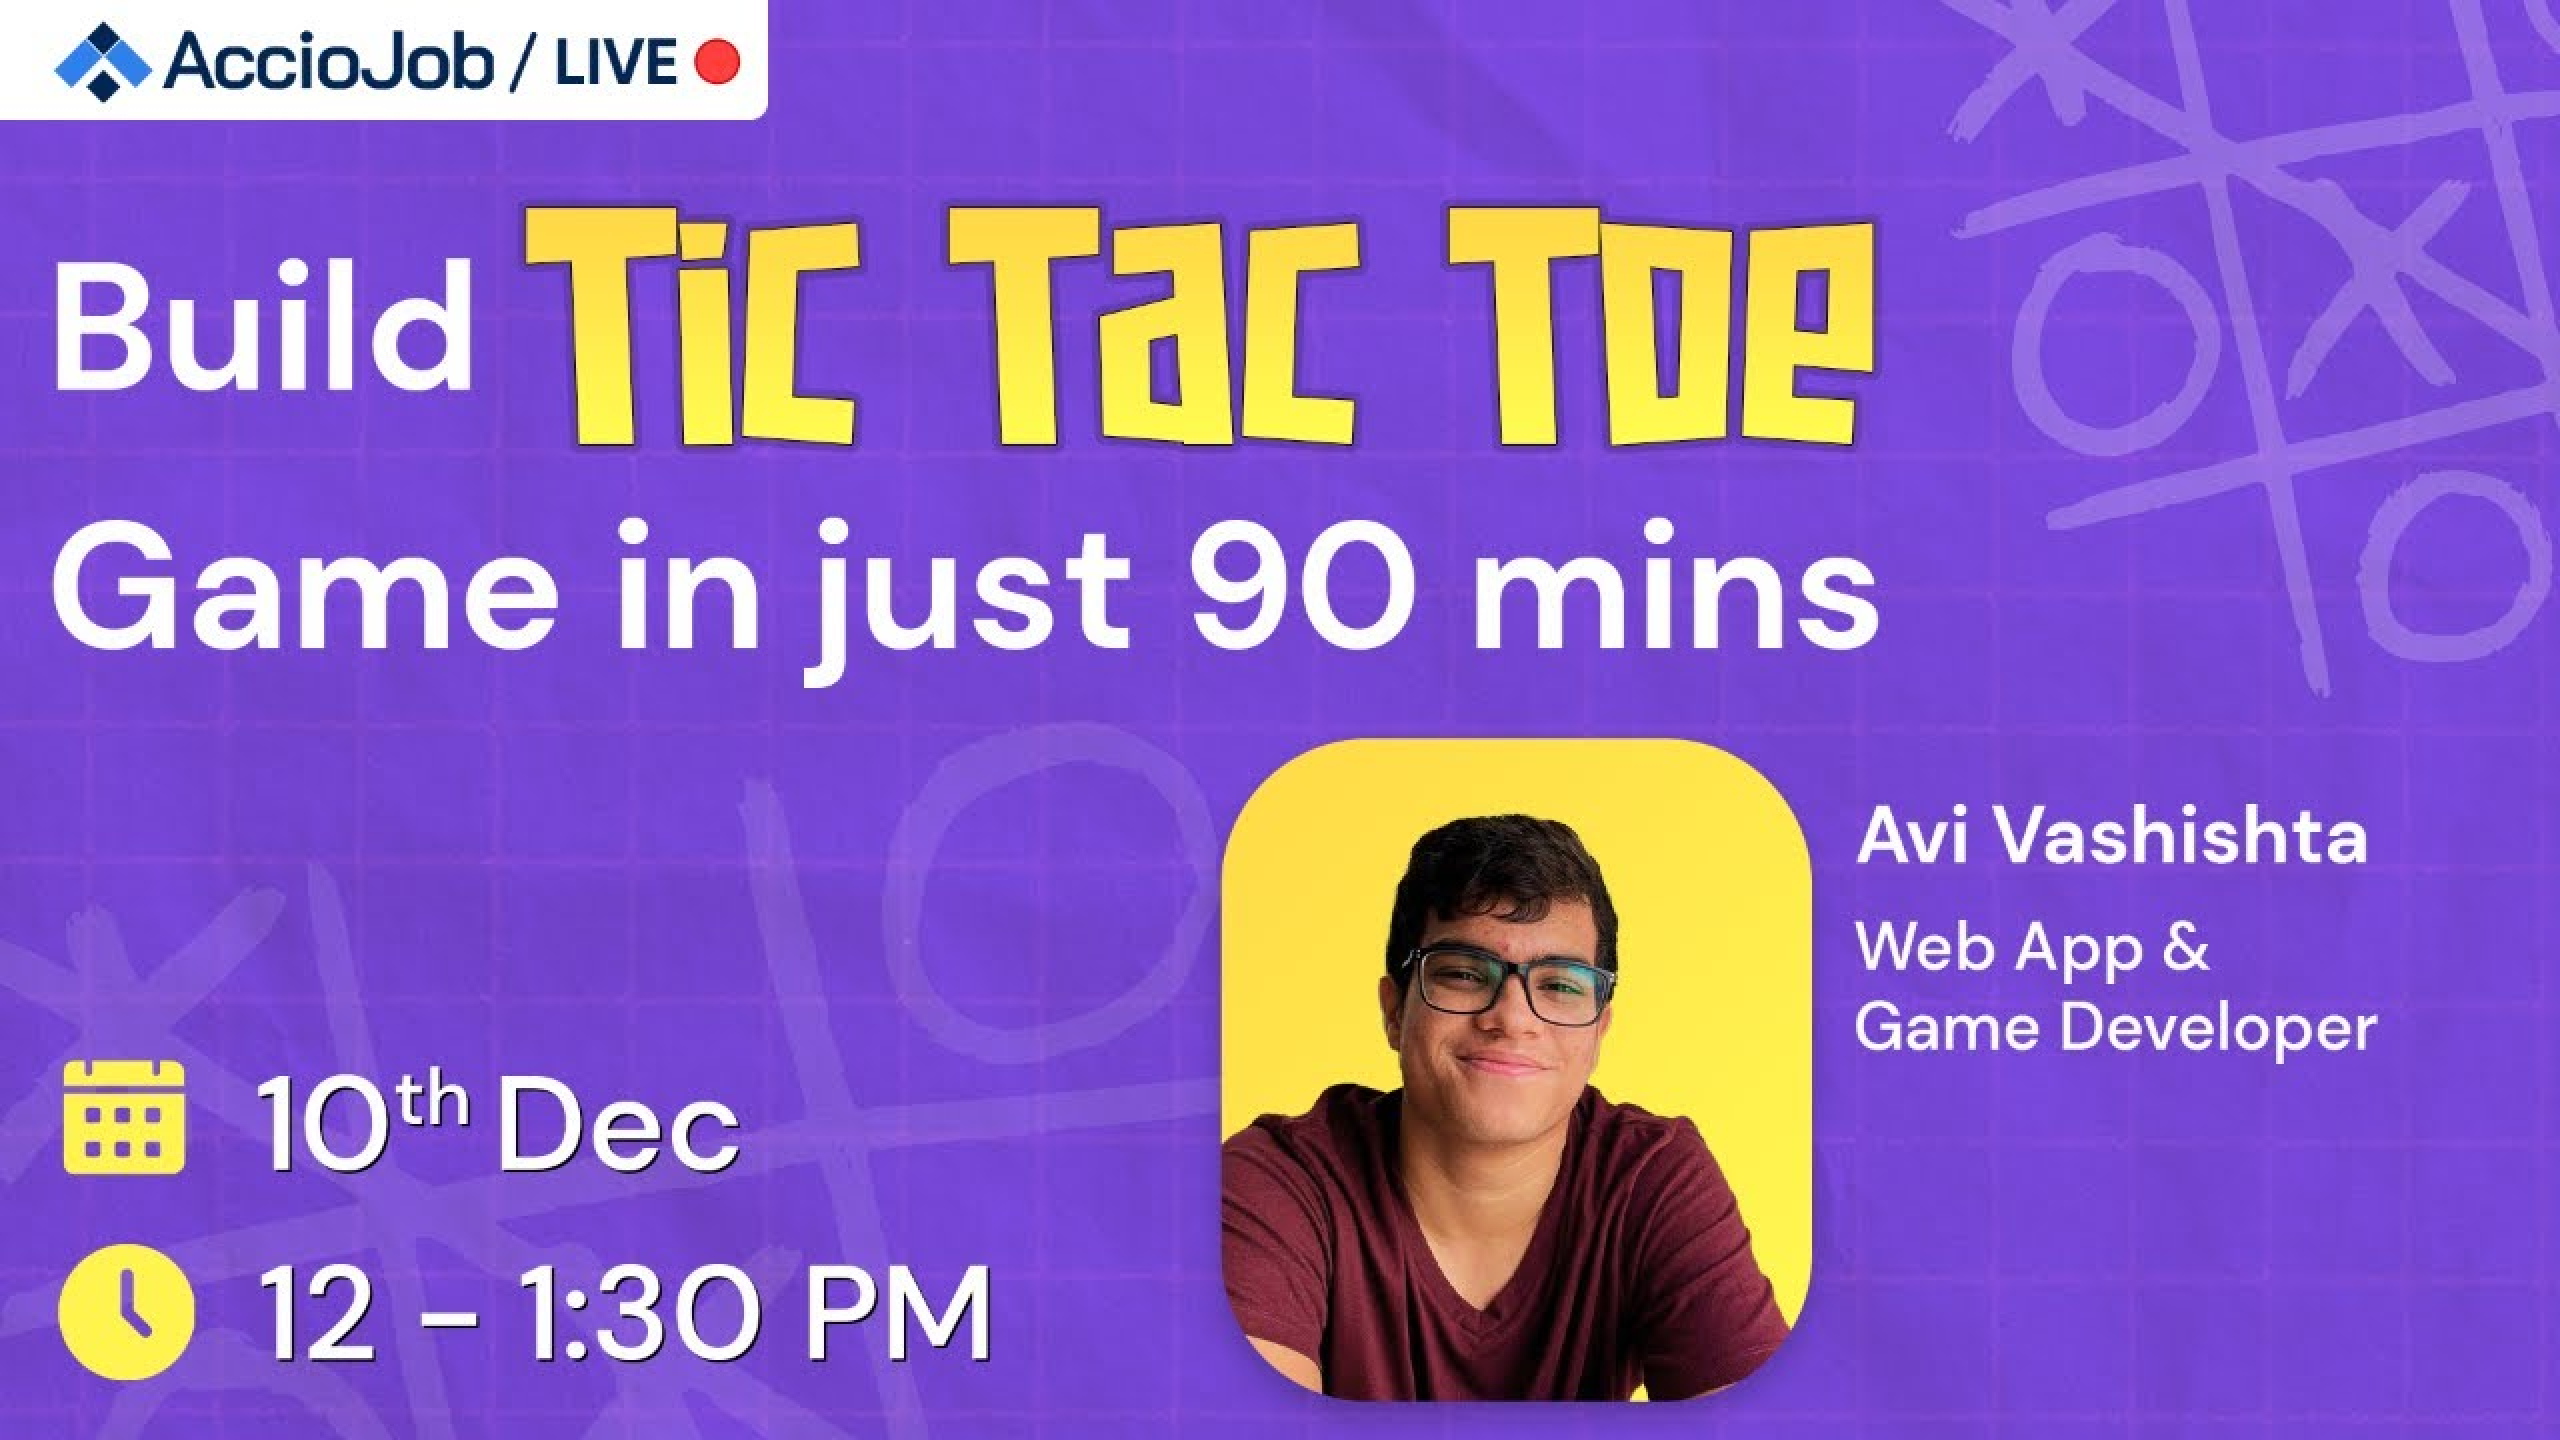 AccioJob / LIVE
Build Tic Tac Toe
Game in just 90 mins
Avi Vashishta
Web App &
Game Developer
10th Dec
12 - 1:30 PM